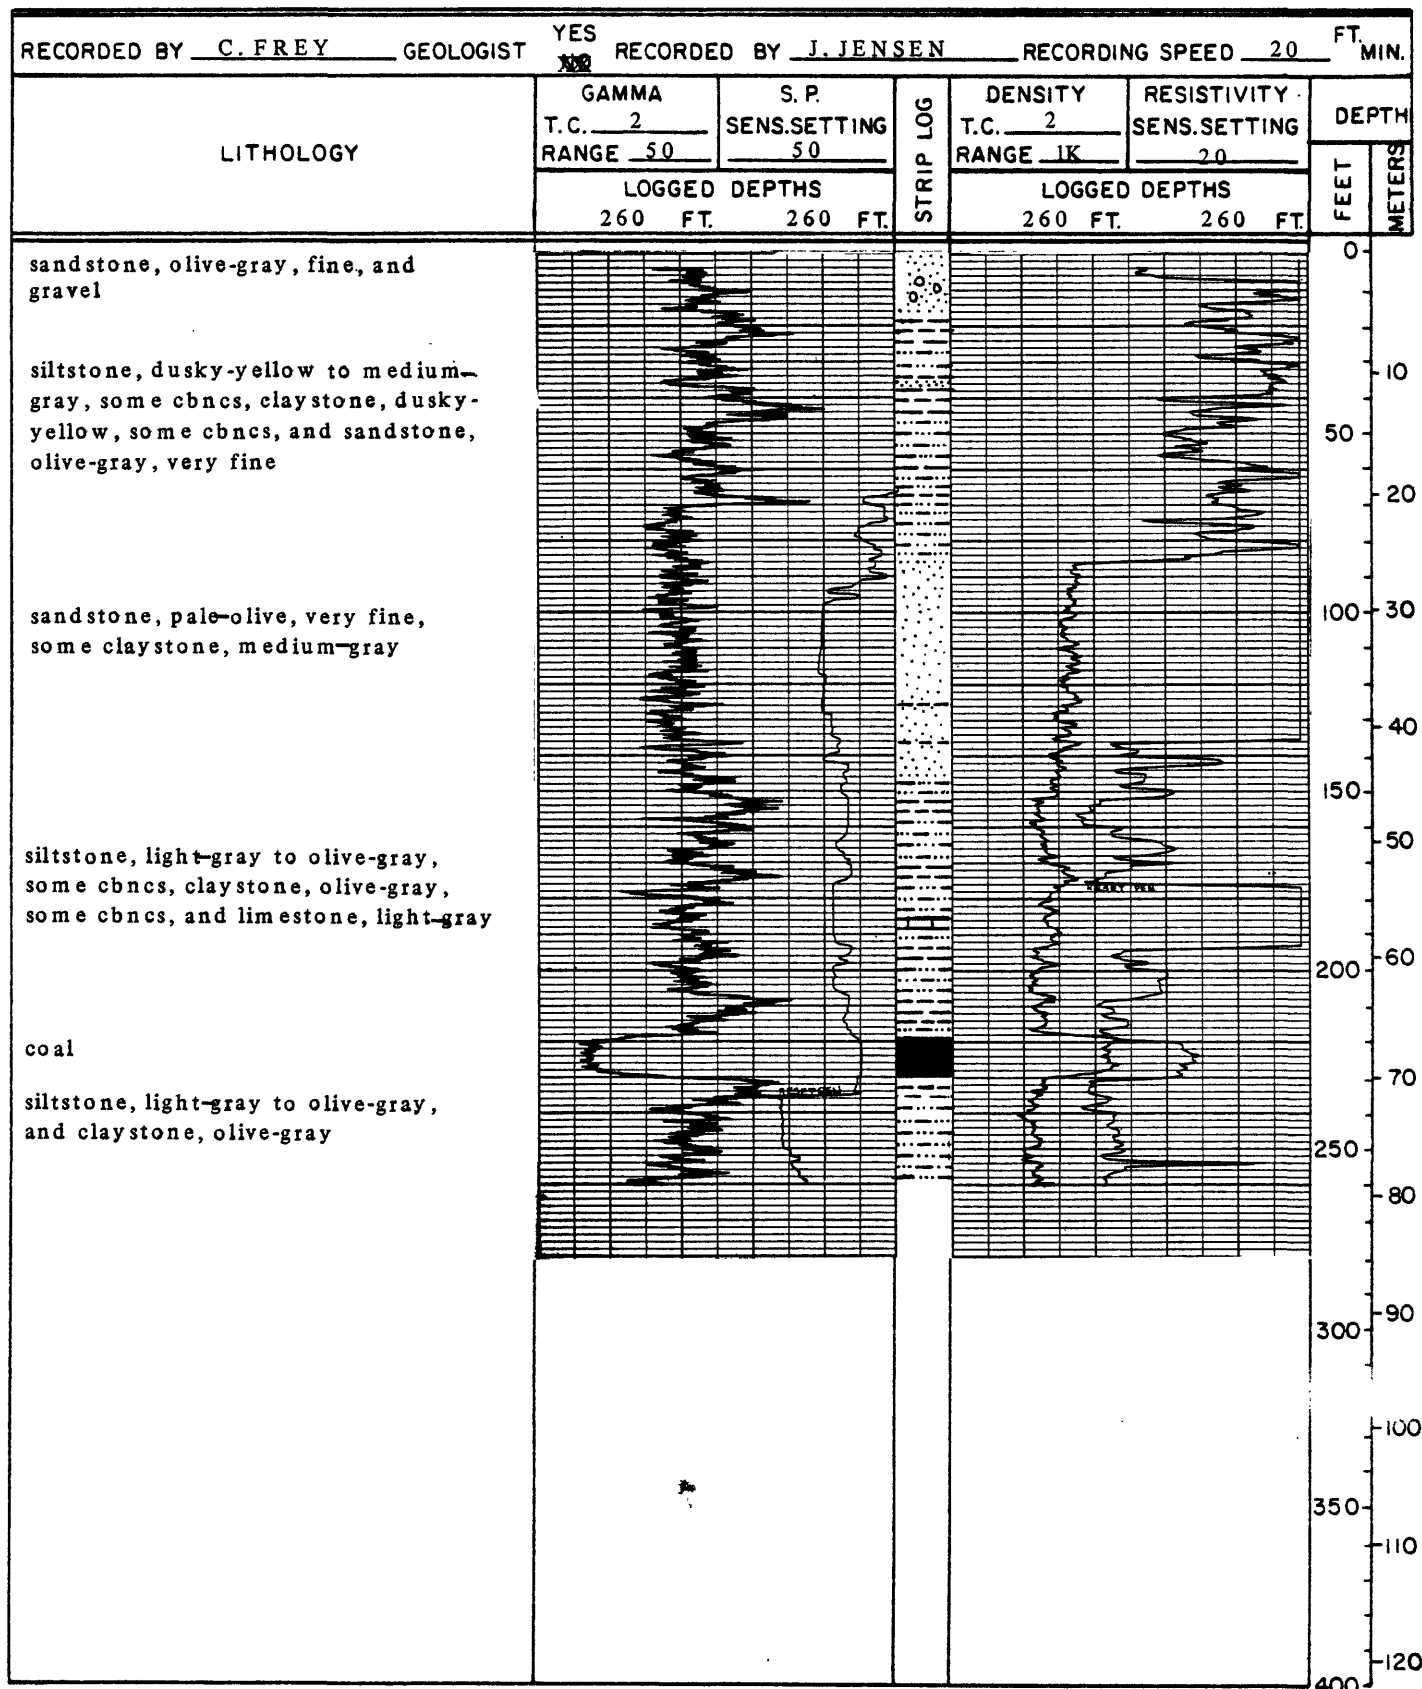 RECORDED BY C. FREY GEOLOGIST YES NO RECORDED BY J. JENSEN RECORDING SPEED 20 FT. MIN.
LITHOLOGY
GAMMA
T.C. 2
RANGE 50
S. P.
SENS.SETTING
50
LOGGED DEPTHS
260 FT. 260 FT.
STRIP LOG
DENSITY
T.C. 2
RANGE 1K
RESISTIVITY
SENS.SETTING
20
LOGGED DEPTHS
260 FT. 260 FT.
DEPTH
FEET
METERS
sandstone, olive-gray, fine, and
gravel
siltstone, dusky-yellow to medium-
gray, some cbncs, claystone, dusky-
yellow, some cbncs, and sandstone,
olive-gray, very fine
sandstone, pale-olive, very fine,
some claystone, medium-gray
siltstone, light-gray to olive-gray,
some cbncs, claystone, olive-gray,
some cbncs, and limestone, light-gray
coal
siltstone, light-gray to olive-gray,
and claystone, olive-gray
0
10
50
20
100 30
40
150
50
60
200
70
250
80
90
300
100
350
110
120
400